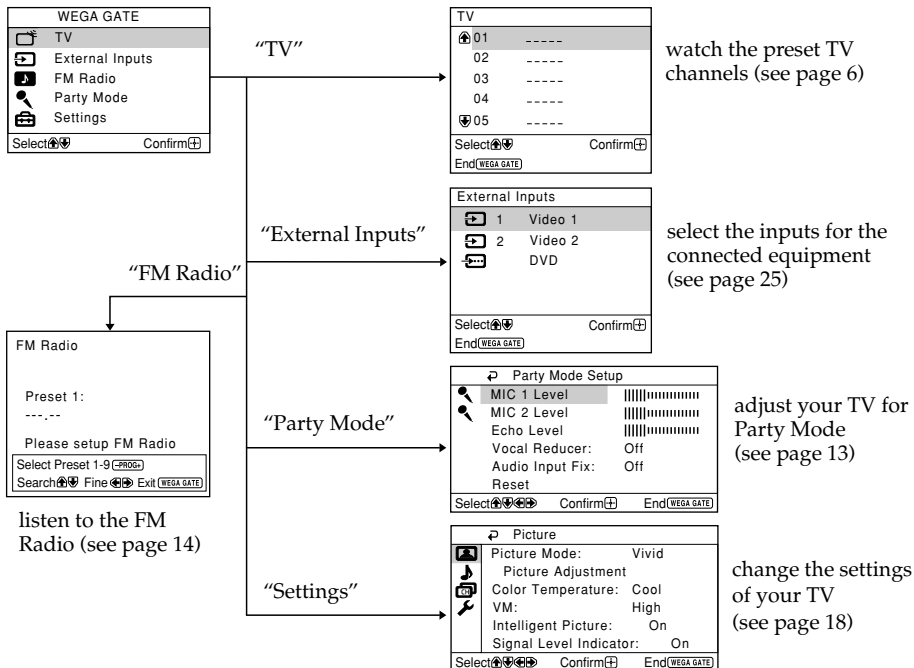 WEGA GATE
TV
External Inputs
FM Radio
Party Mode
Settings
Select Confirm
"TV"
TV
01 -----
02 -----
03 -----
04 -----
05 -----
Select Confirm
End WEGA GATE
watch the preset TV
channels (see page 6)
"External Inputs"
External Inputs
1 Video 1
2 Video 2
DVD
Select Confirm
End WEGA GATE
select the inputs for the
connected equipment
(see page 25)
"FM Radio"
FM Radio
Preset 1:
---.--
Please setup FM Radio
Select Preset 1-9 -PROG+
Search Fine Exit WEGA GATE
listen to the FM
Radio (see page 14)
"Party Mode"
Party Mode Setup
MIC 1 Level
MIC 2 Level
Echo Level
Vocal Reducer: Off
Audio Input Fix: Off
Reset
Select Confirm End WEGA GATE
adjust your TV for
Party Mode
(see page 13)
"Settings"
Picture
Picture Mode: Vivid
Picture Adjustment
Color Temperature: Cool
VM: High
Intelligent Picture: On
Signal Level Indicator: On
Select Confirm End WEGA GATE
change the settings
of your TV
(see page 18)